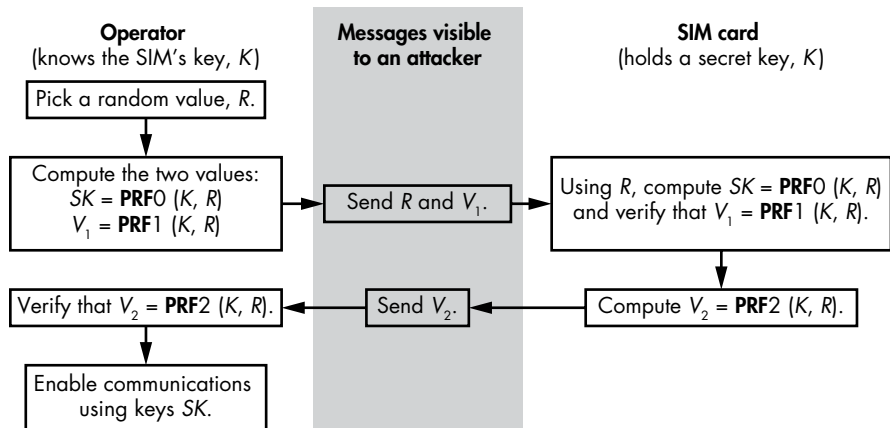 Operator
(knows the SIM's key, K)
Messages visible
to an attacker
SIM card
(holds a secret key, K)
Pick a random value, R.
Compute the two values:
SK = PRF0 (K, R)
V₁ = PRF1 (K, R)
Send R and V₁.
Using R, compute SK = PRF0 (K, R)
and verify that V₁ = PRF1 (K, R).
Verify that V₂ = PRF2 (K, R).
Send V₂.
Compute V₂ = PRF2 (K, R).
Enable communications
using keys SK.